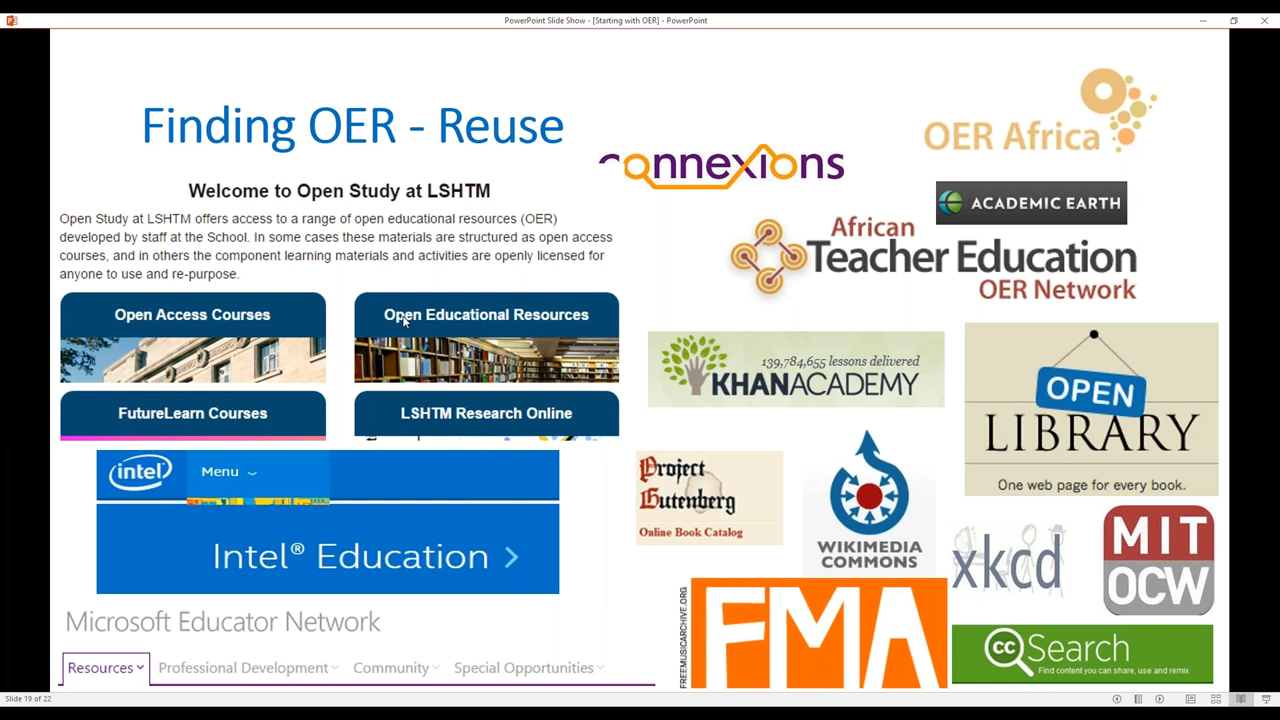 PowerPoint Slide Show - [Starting with OER] - PowerPoint
Finding OER - Reuse
OER Africa
connexions
Welcome to Open Study at LSHTM
ACADEMIC EARTH
Open Study at LSHTM offers access to a range of open educational resources (OER)
developed by staff at the School. In some cases these materials are structured as open access
courses, and in others the component learning materials and activities are openly licensed for
anyone to use and re-purpose.
African
Teacher Education
OER Network
Open Access Courses
Open Educational Resources
FutureLearn Courses
LSHTM Research Online
139,784,655 lessons delivered
KHANACADEMY
OPEN
LIBRARY
One web page for every book.
intel
Menu
Intel® Education >
Project
Gutenberg
Online Book Catalog
WIKIMEDIA
COMMONS
xkcd
MIT
OCW
Microsoft Educator Network
Resources
Professional Development
Community
Special Opportunities
FREEMUSICARCHIVE.ORG
FMA
cc Search
Find content you can share, use and remix
Slide 19 of 22